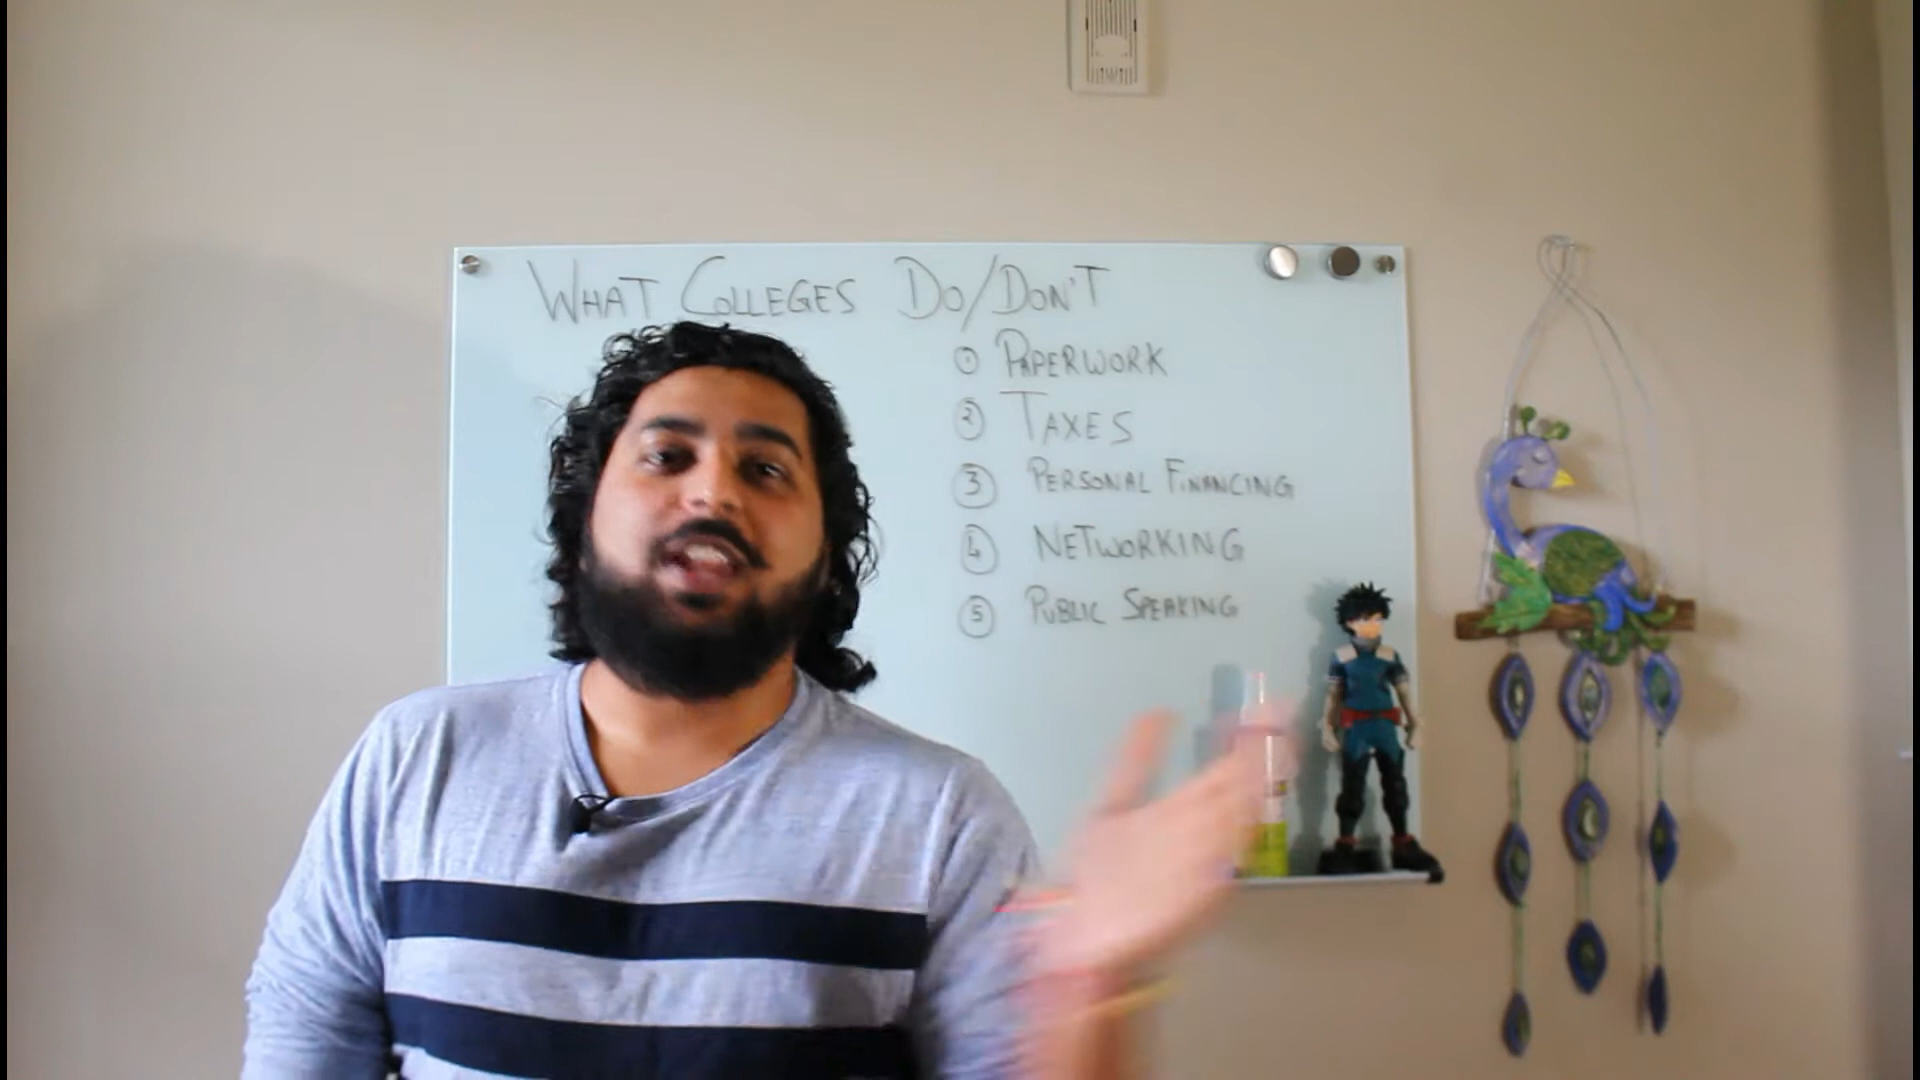 WHAT COLLEGES DO/DON'T
① PAPERWORK
② TAXES
③ PERSONAL FINANCING
④ NETWORKING
⑤ PUBLIC SPEAKING